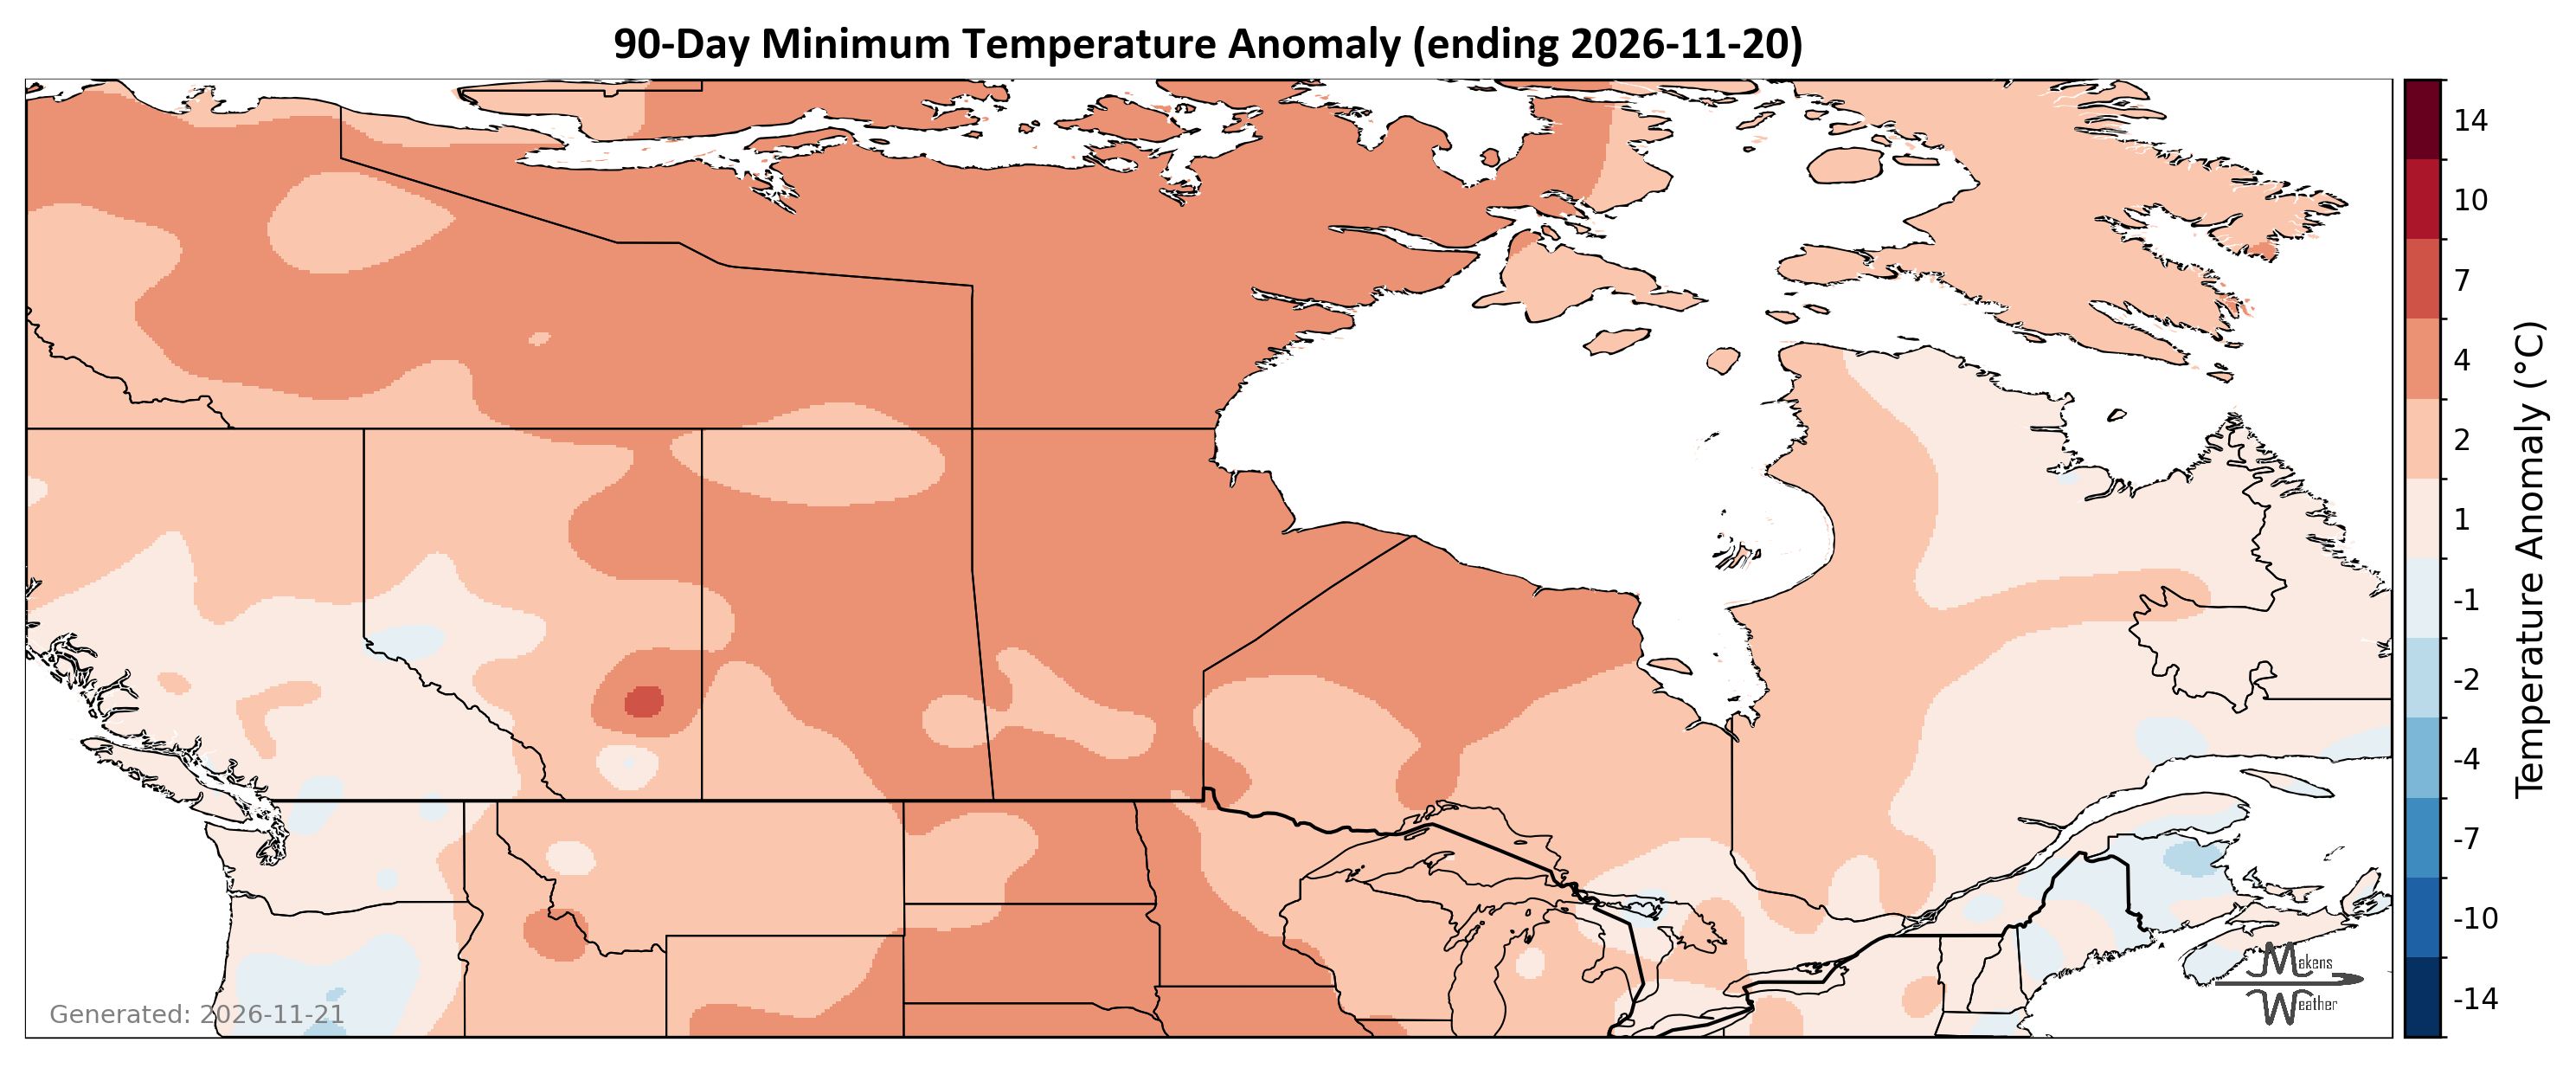 90-Day Minimum Temperature Anomaly (ending 2026-11-20)
14
10
7
4
2
1
-1
-2
-4
-7
-10
-14
Temperature Anomaly (°C)
Generated: 2026-11-21
Makens
Weather